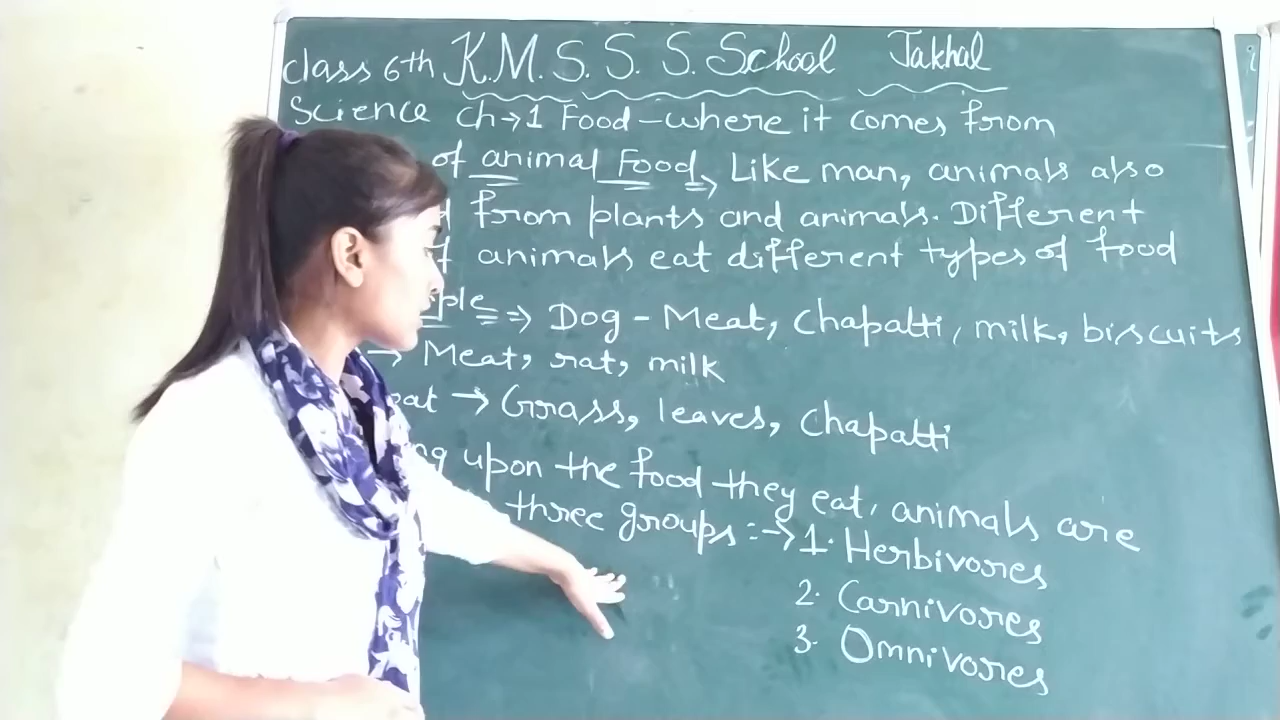 class 6th K.M.S. S. S. School Jakhal
Science ch→1 Food - where it comes from
of animal Food → Like man, animals also
from plants and animals. Different
animals eat different types of food
⇒ Dog - Meat, Chapatti, milk, biscuits
→ Meat, rat, milk
→ Grass, leaves, chapatti
upon the food they eat, animals are
three groups :→ 1. Herbivores
2. Carnivores
3. Omnivores